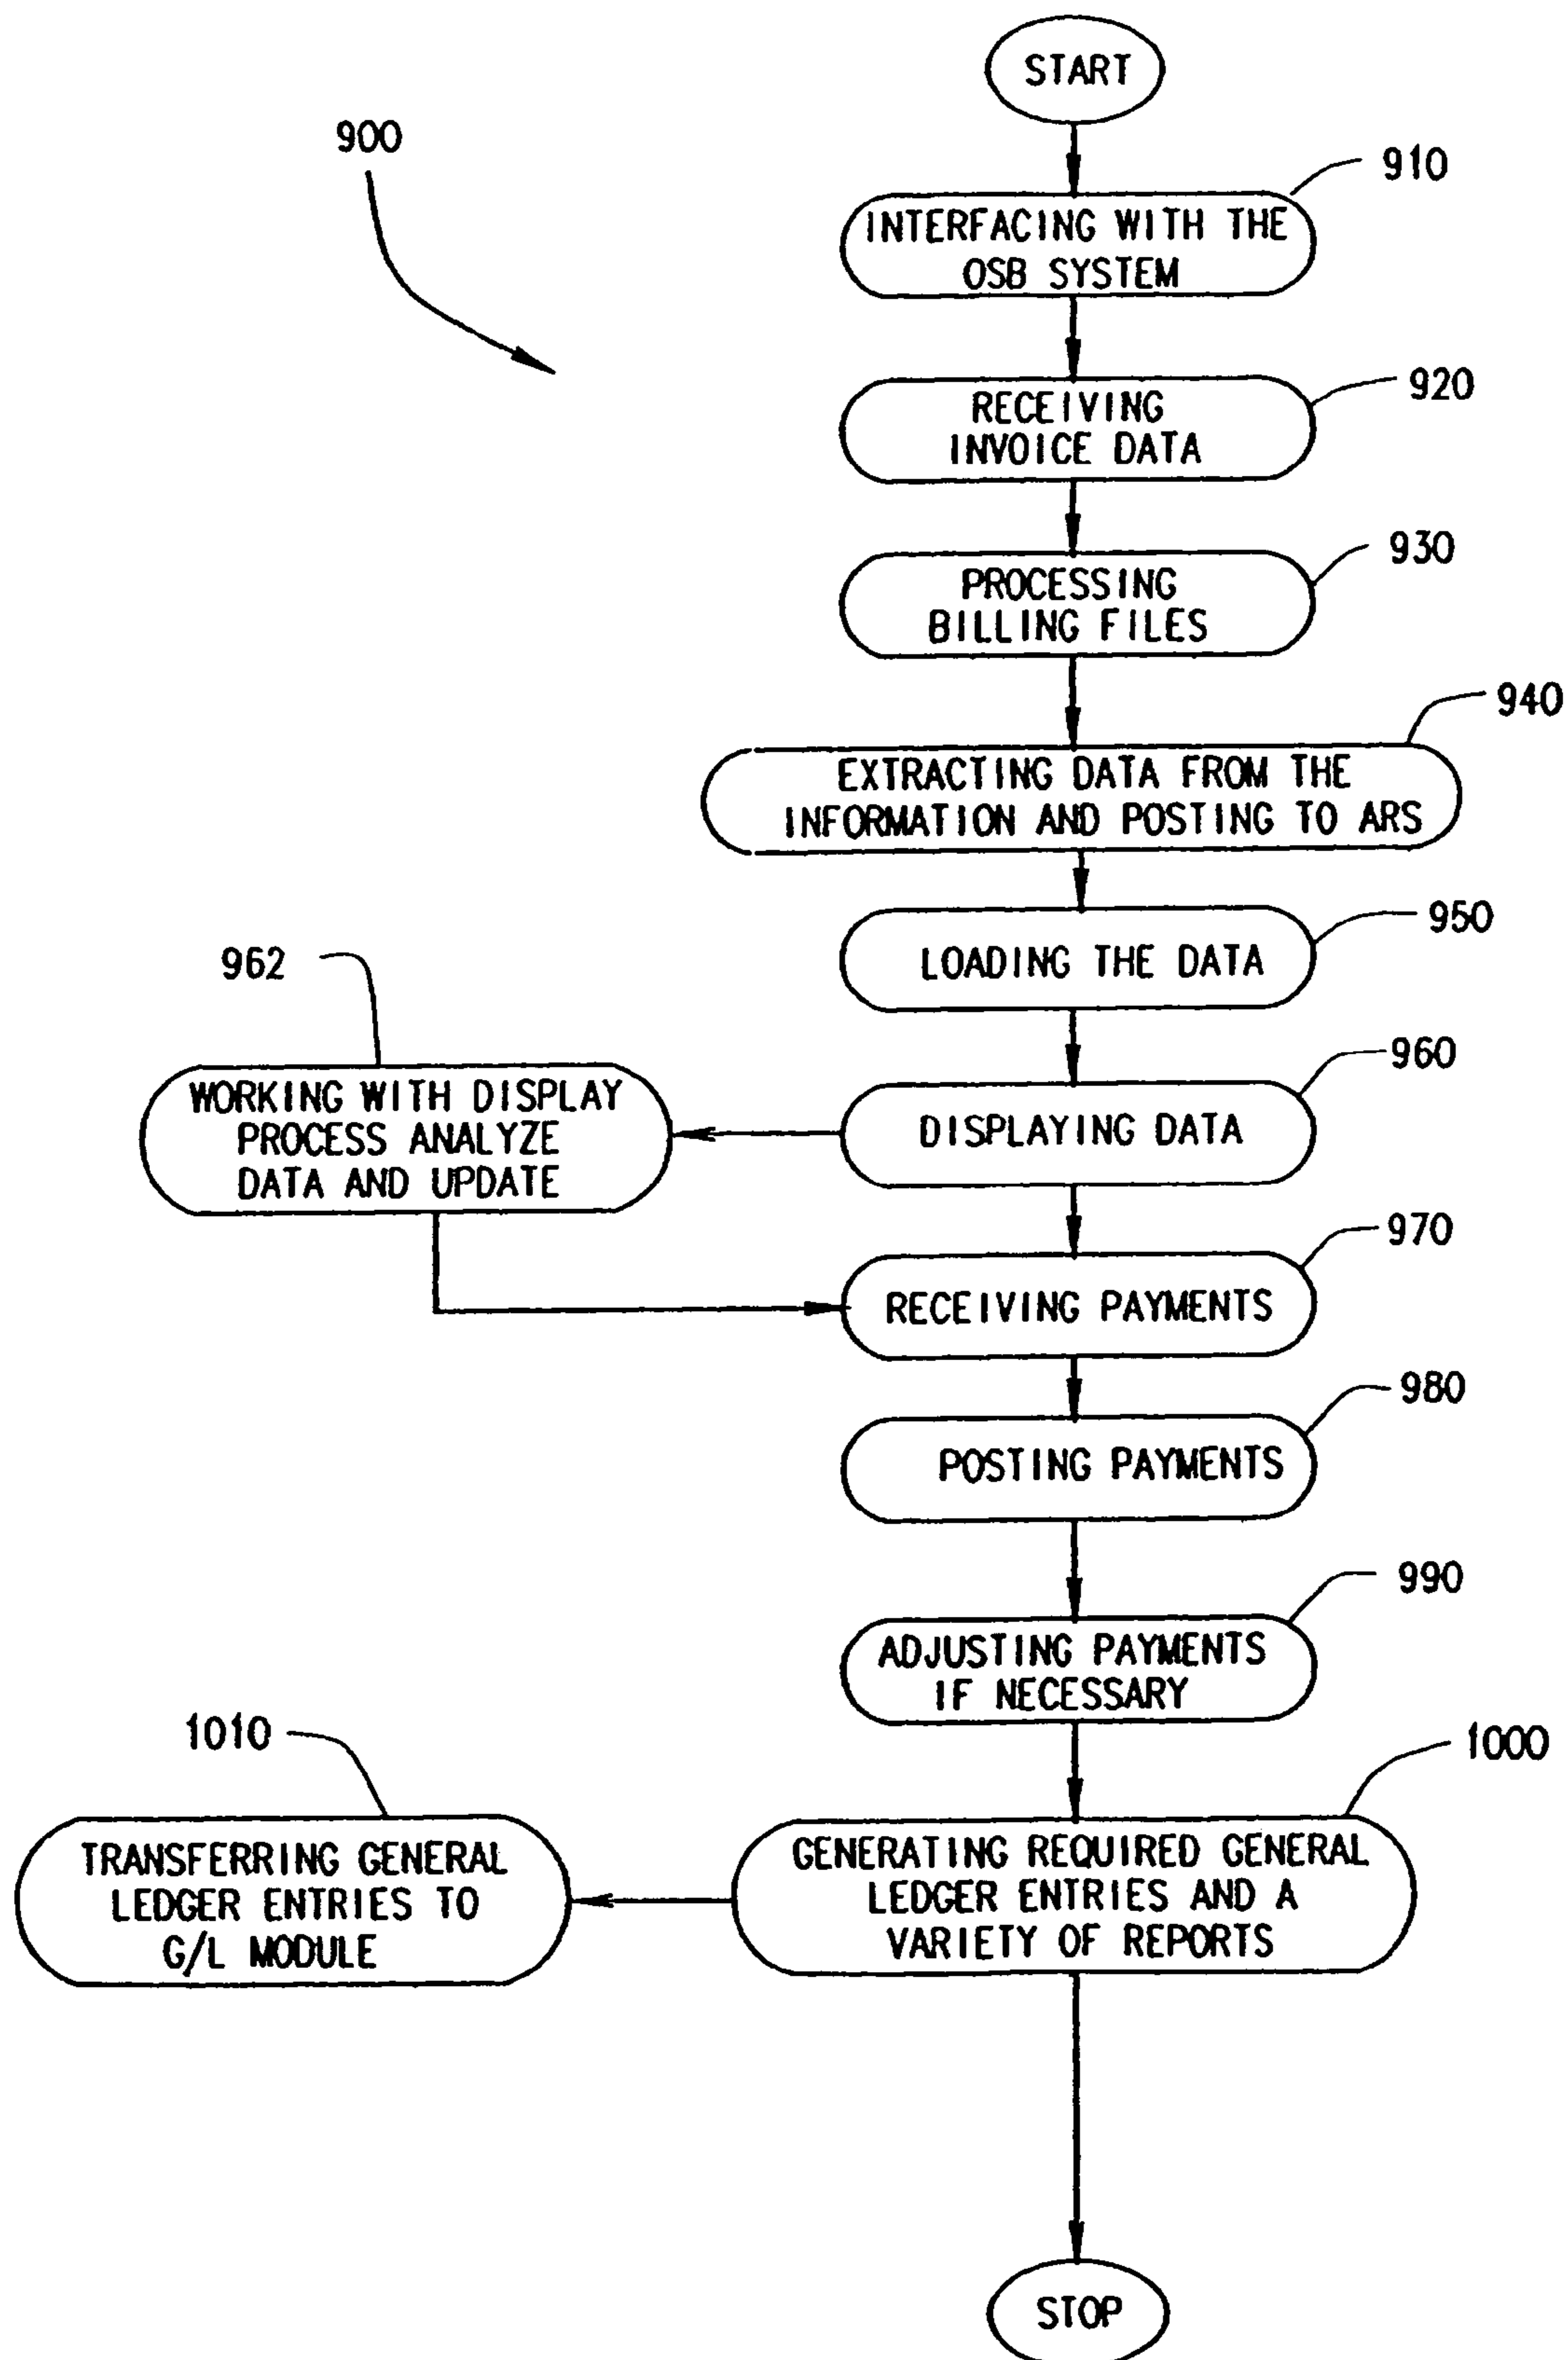 START
900
910
INTERFACING WITH THE
OSB SYSTEM
920
RECEIVING
INVOICE DATA
930
PROCESSING
BILLING FILES
940
EXTRACTING DATA FROM THE
INFORMATION AND POSTING TO ARS
950
LOADING THE DATA
962
WORKING WITH DISPLAY
PROCESS ANALYZE
DATA AND UPDATE
960
DISPLAYING DATA
970
RECEIVING PAYMENTS
980
POSTING PAYMENTS
990
ADJUSTING PAYMENTS
IF NECESSARY
1010
TRANSFERRING GENERAL
LEDGER ENTRIES TO
G/L MODULE
1000
GENERATING REQUIRED GENERAL
LEDGER ENTRIES AND A
VARIETY OF REPORTS
STOP